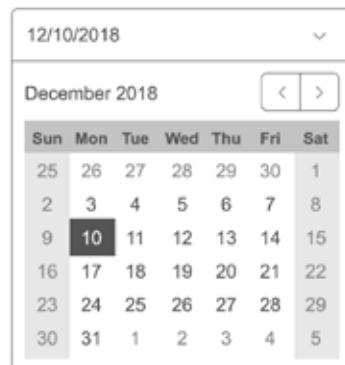 12/10/2018
December 2018
Sun Mon Tue Wed Thu Fri Sat
25 26 27 28 29 30 1
2 3 4 5 6 7 8
9 10 11 12 13 14 15
16 17 18 19 20 21 22
23 24 25 26 27 28 29
30 31 1 2 3 4 5